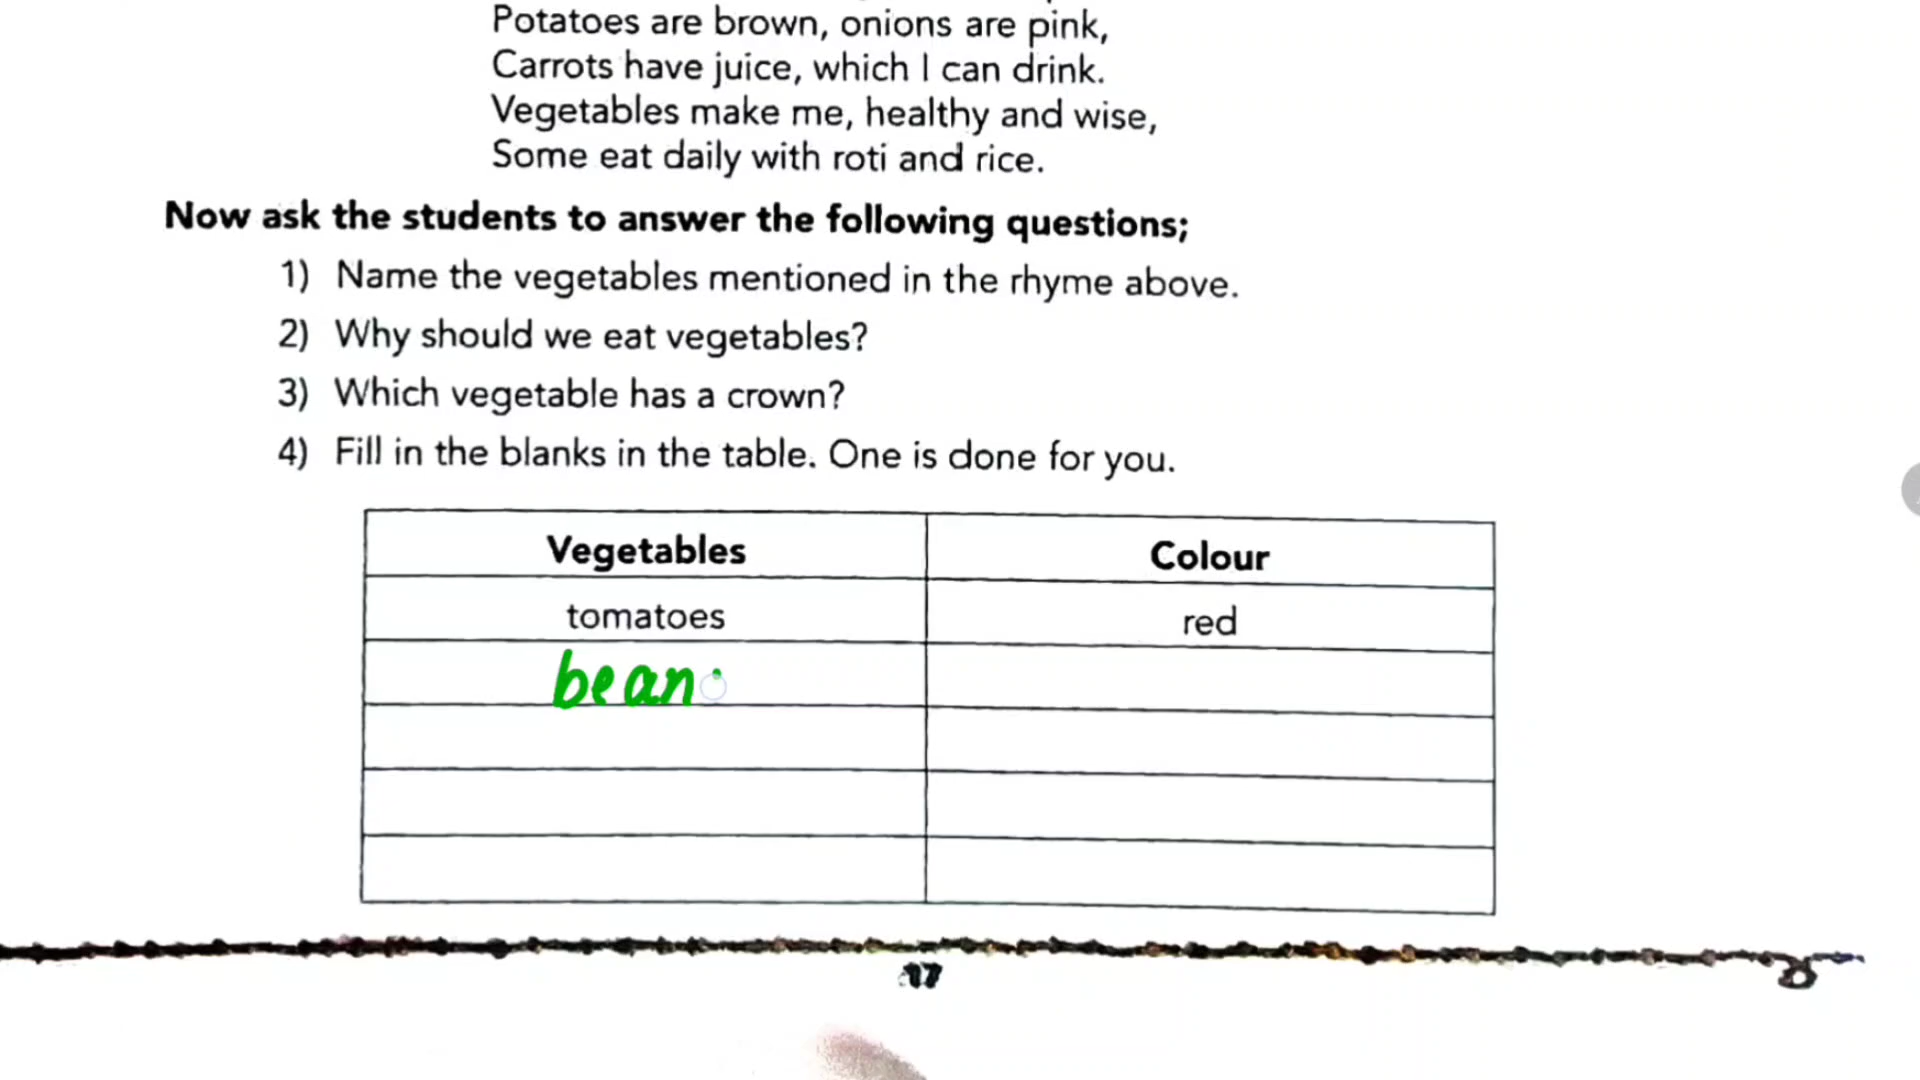 Potatoes are brown, onions are pink,
Carrots have juice, which I can drink.
Vegetables make me, healthy and wise,
Some eat daily with roti and rice.
Now ask the students to answer the following questions;
1) Name the vegetables mentioned in the rhyme above.
2) Why should we eat vegetables?
3) Which vegetable has a crown?
4) Fill in the blanks in the table. One is done for you.
Vegetables Colour
tomatoes red
bean
17